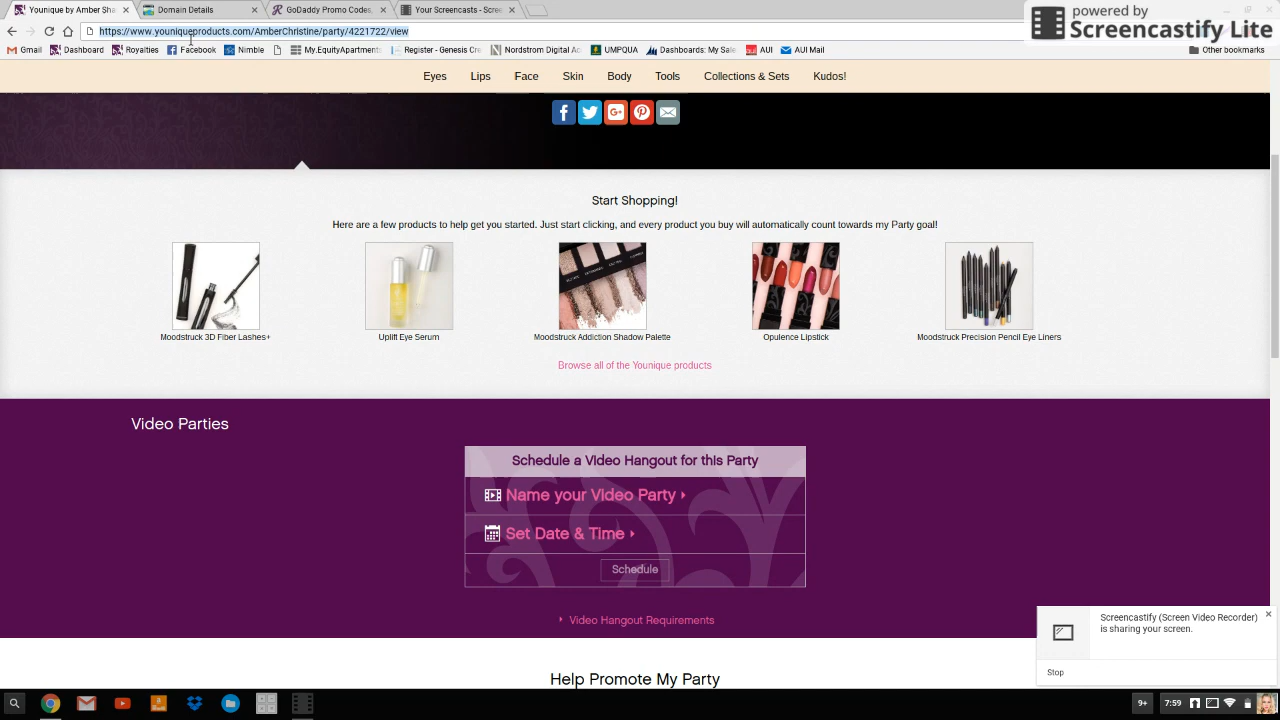 Younique by Amber Sha
Domain Details
GoDaddy Promo Codes,
Your Screencasts - Scree
powered by
Screencastify Lite
https://www.youniqueproducts.com/AmberChristine/party/4221722/view
Gmail
Dashboard
Royalties
Facebook
Nimble
My.EquityApartments
Register - Genesis Cr
Nordstrom Digital Ac
UMPQUA
Dashboards: My Sale
AUI
AUI Mail
Other bookmarks
Eyes
Lips
Face
Skin
Body
Tools
Collections & Sets
Kudos!
Start Shopping!
Here are a few products to help get you started. Just start clicking, and every product you buy will automatically count towards my Party goal!
Moodstruck 3D Fiber Lashes+
Uplift Eye Serum
Moodstruck Addiction Shadow Palette
Opulence Lipstick
Moodstruck Precision Pencil Eye Liners
Browse all of the Younique products
Video Parties
Schedule a Video Hangout for this Party
Name your Video Party
Set Date & Time
Schedule
Video Hangout Requirements
Screencastify (Screen Video Recorder)
is sharing your screen.
Stop
Help Promote My Party
9+
7:59